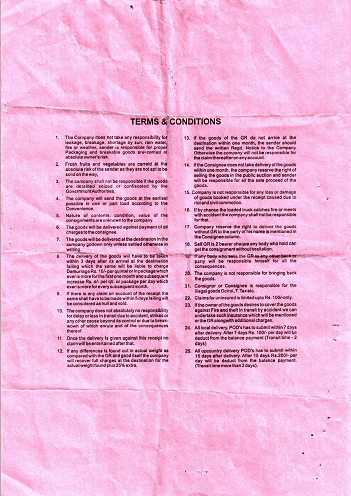 TERMS & CONDITIONS
1. The Company does not take any responsibility for
leakage, breakage, shortage by sun, rain water,
fire or weather, sender is responsible for proper
Packaging and breakable goods are carried at
absolute owner's risk.
2. Fresh fruits and vegetables are carried at the
absolute risk of the sender as they are not apt to be
send on the way.
3. The company shall not be responsible if the goods
are detained seized or confiscated by the
Government Authorities.
4. The company will send the goods at the earliest
possible in one or past load according to the
Convenience.
5. Nature of contents, condition, value of the
consignments are unknown to the company.
6. The goods will be delivered against payment of all
charges to the consignee.
7. The goods will be delivered at the destination in the
company godown only unless settled otherwise in
writing.
8. The delivery of the goods will have to be taken
within 3 days after its arrival at the destination
failing which the same will be liable to charge
Demurrage Rs. 10/- per quintal or in package which
ever is more for the first one month and subsequent
increase Rs. 4/- per qtl. or package per day which
ever is more for every subsequent month.
9. If there is any claim on account of the receipt the
same shall have to be made within 5 days failing will
be considered as null and void.
10. The company does not absolutely no responsibility
for delay or loss in transit due to accident, strikes or
any other cause beyond its control or due to break-
down of which enroute and of the consequences
thereof.
11. Once the delivery is given against this receipt no
claim will be entertained after that.
12. If any differences is found out in actual weight as
compared with the GR and good itself the company
will recover full charges at the destination for the
actual weight found plus 25% extra.
13. If the goods of the GR do not arrive at the
destination within one month, the sender should
send the written Regd. Notice to the Company
Otherwise the company will not be responsible for
the claim thereafter on any account.
14. If the Consignee does not take delivery of the goods
within one month, the company reserve the right of
selling the goods in the public auction and sender
will be responsible for all the sale proceed of the
goods.
15. Company is not responsible for any loss or damage
of goods booked under the receipt caused due to
riot and civil commotion.
16. If by chance the loaded truck catches fire or meets
with accident the company shall not be responsible
for that.
17. Company reserve the right to deliver the goods
without GR to the party of his name is mentioned in
the Consignee column.
18. Self GR is 2 bearer cheque any body who hold can
get the consignment without hesitation.
19. If any body who seeks the GR is any other back or
party will be responsible himself for all the
consequences.
20. The company is not responsible for bringing back
the goods.
21. Consignor or Consignee is responsible for the
illegal goods Octroi, T. Tax etc.
22. Claims for uninsured is limited upto Rs. 100/- only.
23. If the owner of the goods desires to cover the goods
against Fire and theft in transit by accident we can
undertake such insurance which will be mentioned
on the GR along with additional charges.
24. All local delivery, POD's has to submit within 7 days
after delivery. After 7 days Rs. 100/- per day will be
deduct from the balance payment (Transit time - 2
days).
25. All upcountry delivery POD's has to submit within
15 days after delivery. After 15 days Rs.200/- per
day will be deduct from the balance payment.
(Transit time more than 2 days).